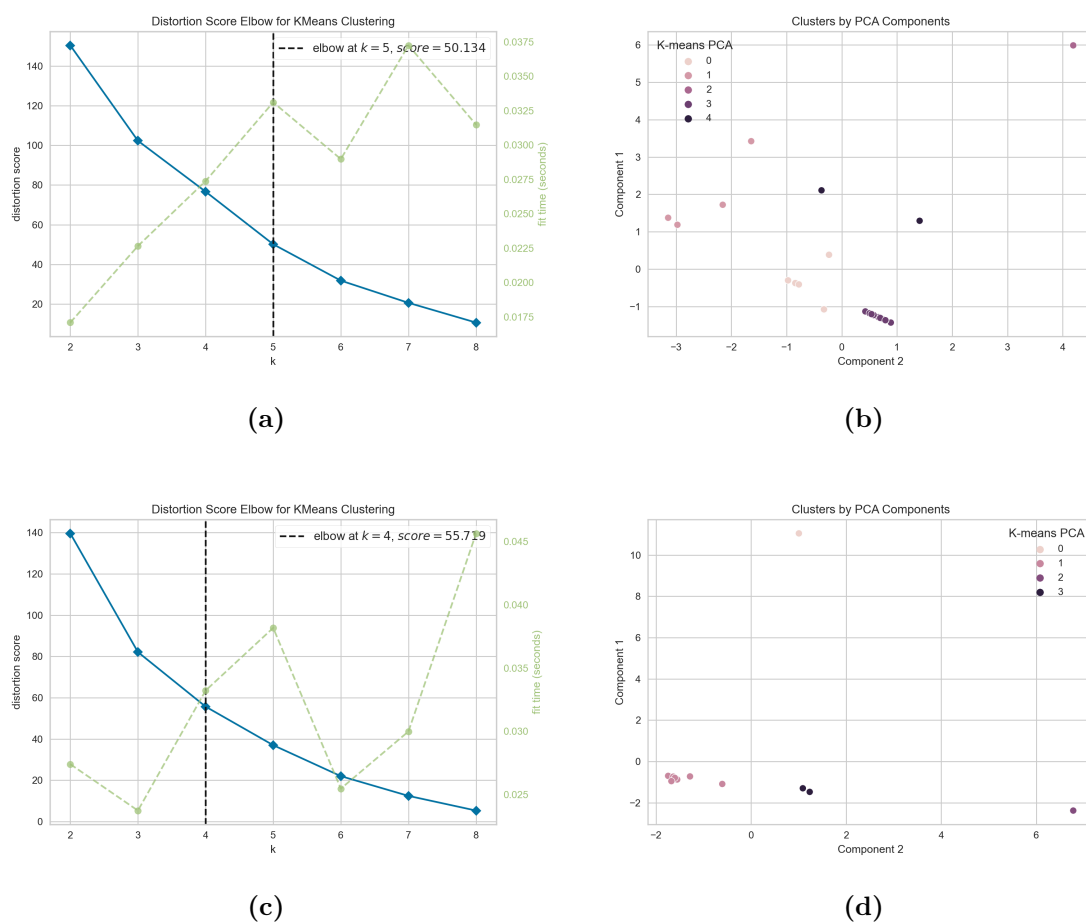 Distortion Score Elbow for KMeans Clustering
elbow at k = 5, score = 50.134
distortion score
140
120
100
80
60
40
20
0.0375
0.0350
0.0325
0.0300
0.0275
0.0250
0.0225
0.0200
0.0175
fit time (seconds)
2 3 4 5 6 7 8
k
(a)
Clusters by PCA Components
K-means PCA
0
1
2
3
4
Component 1
6
5
4
3
2
1
0
−1
−3 −2 −1 0 1 2 3 4
Component 2
(b)
Distortion Score Elbow for KMeans Clustering
elbow at k = 4, score = 55.719
distortion score
140
120
100
80
60
40
20
0
0.045
0.040
0.035
0.030
0.025
fit time (seconds)
2 3 4 5 6 7 8
k
(c)
Clusters by PCA Components
K-means PCA
0
1
2
3
Component 1
10
8
6
4
2
0
−2
−2 0 2 4 6
Component 2
(d)